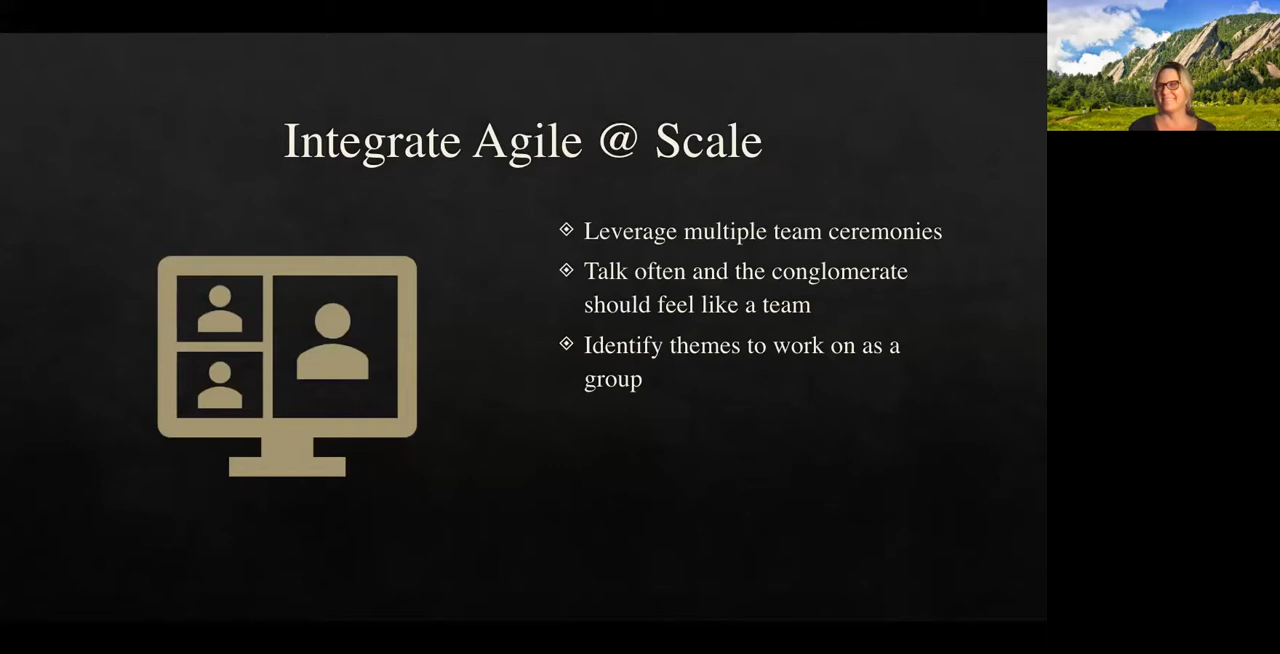 Integrate Agile @ Scale
Leverage multiple team ceremonies
Talk often and the conglomerate
should feel like a team
Identify themes to work on as a
group